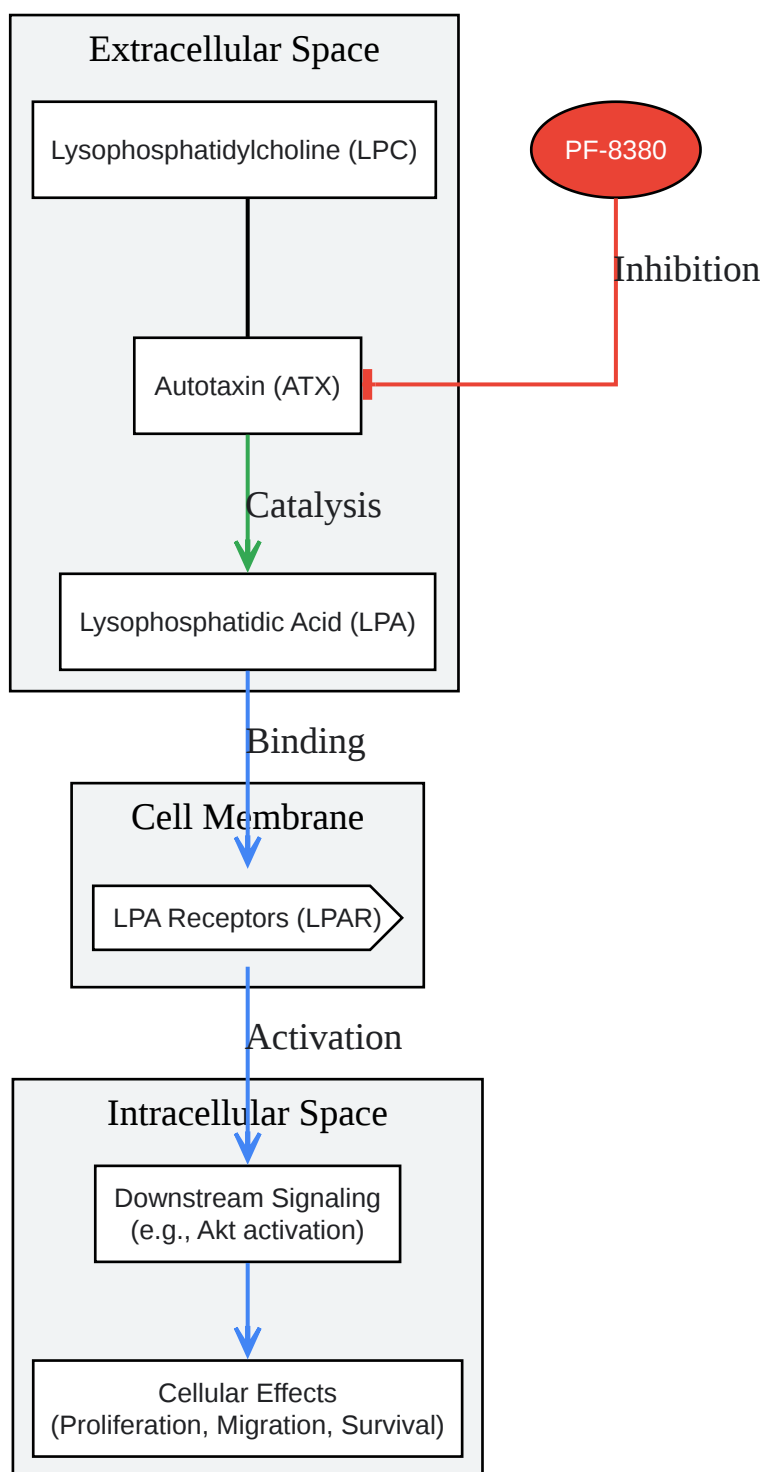 Extracellular Space
Lysophosphatidylcholine (LPC)
PF-8380
Inhibition
Autotaxin (ATX)
Catalysis
Lysophosphatidic Acid (LPA)
Binding
Cell Membrane
LPA Receptors (LPAR)
Activation
Intracellular Space
Downstream Signaling
(e.g., Akt activation)
Cellular Effects
(Proliferation, Migration, Survival)